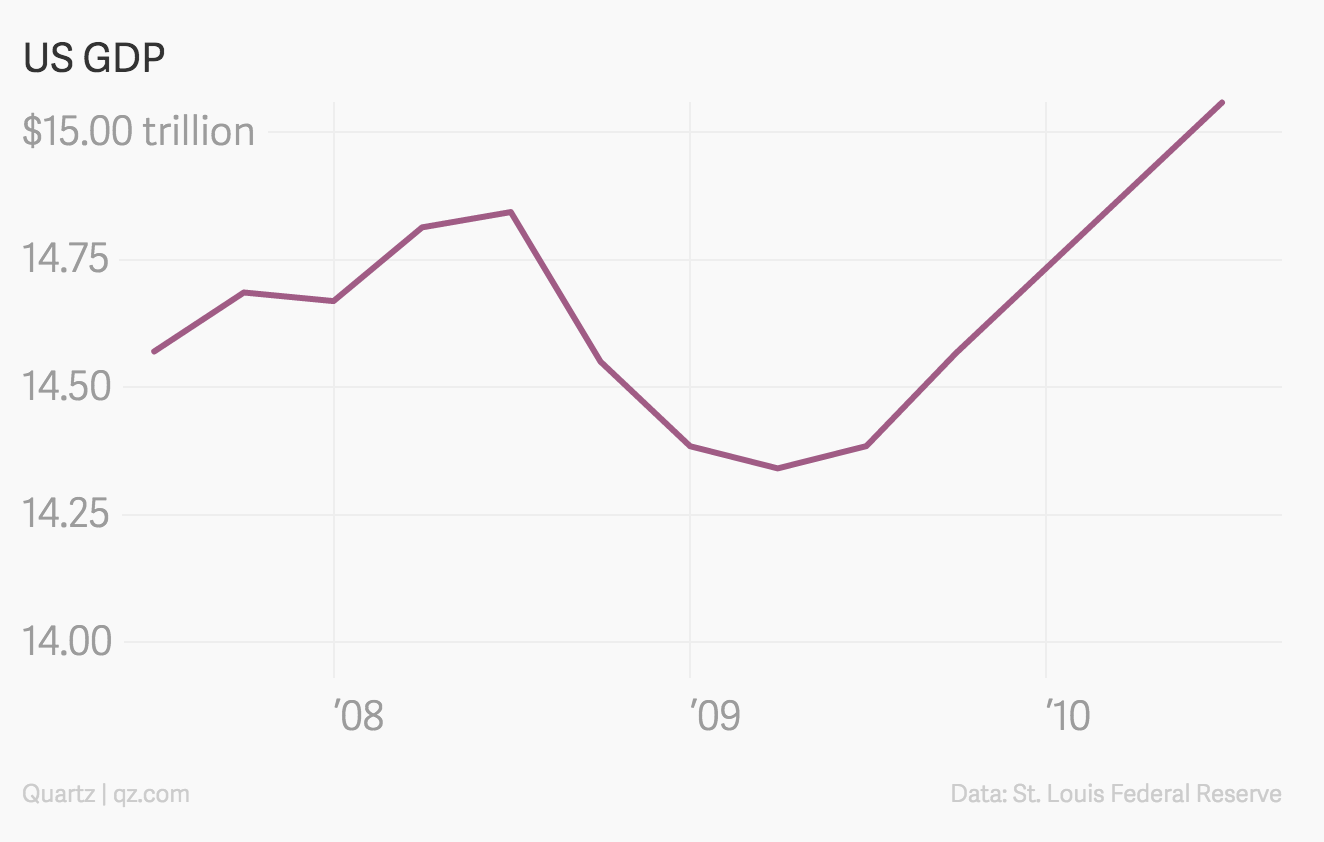 US GDP
$15.00 trillion
14.75
14.50
14.25
14.00
’08 ’09 ’10
Quartz | qz.com Data: St. Louis Federal Reserve